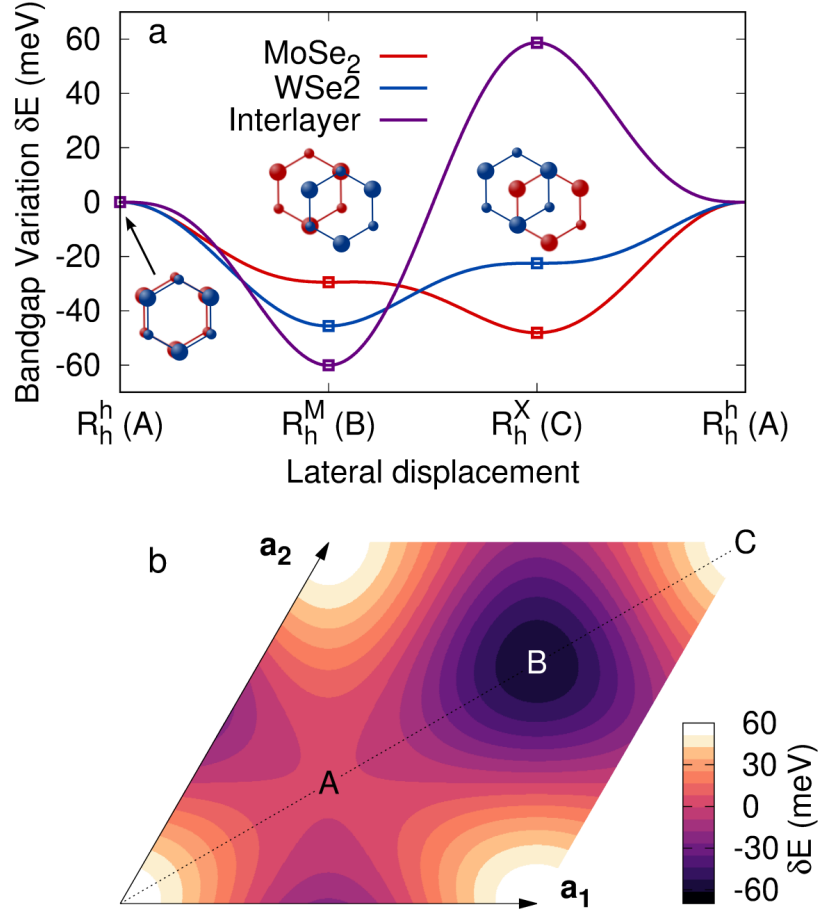 a
Bandgap Variation δE (meV)
60
40
20
0
-20
-40
-60
MoSe₂
WSe2
Interlayer
R_h^h (A)
R_h^M (B)
R_h^X (C)
R_h^h (A)
Lateral displacement
b
a₂
C
B
A
a₁
60
30
0
-30
-60
δE (meV)